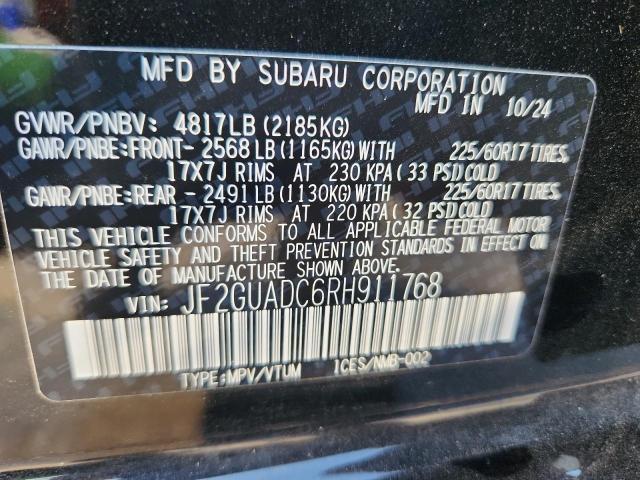 MFD BY SUBARU CORPORATION
MFD IN 10/24
GVWR/PNBV: 4817LB (2185KG)
GAWR/PNBE:FRONT- 2568 LB (1165KG) WITH 225/60R17 TIRES,
17X7J RIMS AT 230 KPA ( 33 PSI) COLD
GAWR/PNBE:REAR - 2491 LB (1130KG) WITH 225/60R17 TIRES,
17X7J RIMS AT 220 KPA ( 32 PSI) COLD
THIS VEHICLE CONFORMS TO ALL APPLICABLE FEDERAL MOTOR
VEHICLE SAFETY AND THEFT PREVENTION STANDARDS IN EFFECT ON
THE DATE OF MANUFACTURE SHOWN ABOVE.
VIN: JF2GUADC6RH911768
TYPE:MPV/VTUM ICES/NMB-002